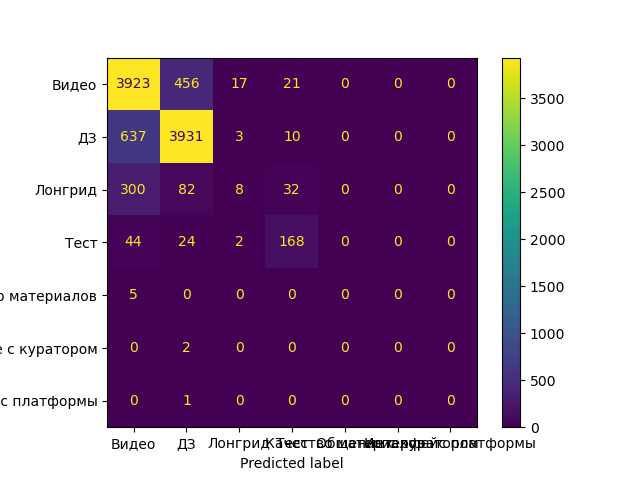 Видео 3923 456 17 21 0 0 0
ДЗ 637 3931 3 10 0 0 0
Лонгрид 300 82 8 32 0 0 0
Тест 44 24 2 168 0 0 0
материалов 5 0 0 0 0 0 0
с куратором 0 2 0 0 0 0 0
с платформы 0 1 0 0 0 0 0
Видео ДЗ Лонгрид Тест
Predicted label
3500
3000
2500
2000
1500
1000
500
0